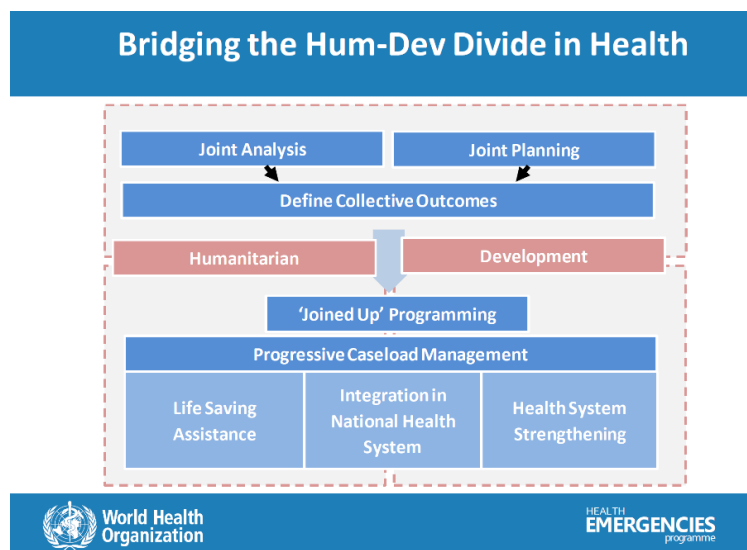 Bridging the Hum-Dev Divide in Health
Joint Analysis
Joint Planning
Define Collective Outcomes
Humanitarian
Development
‘Joined Up’ Programming
Progressive Caseload Management
Life Saving
Assistance
Integration in
National Health
System
Health System
Strengthening
World Health
Organization
HEALTH
EMERGENCIES
programme